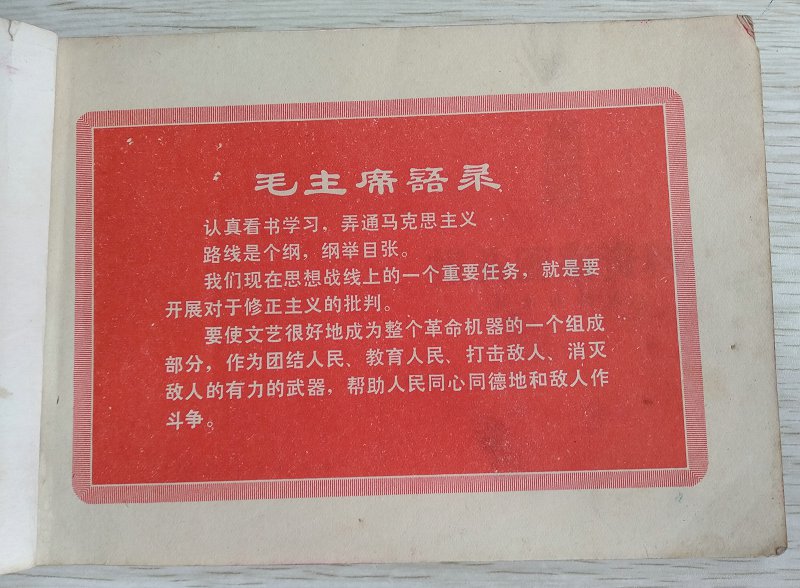 毛主席語录
认真看书学习，弄通马克思主义
路线是个纲，纲举目张。
我们现在思想战线上的一个重要任务，就是要
开展对于修正主义的批判。
要使文艺很好地成为整个革命机器的一个组成
部分，作为团结人民、教育人民、打击敌人、消灭
敌人的有力的武器，帮助人民同心同德地和敌人作
斗争。